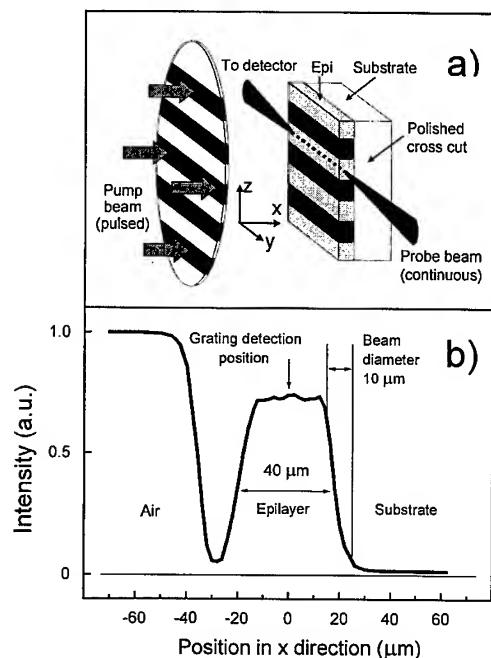 a)
To detector
Epi
Substrate
Polished
cross cut
Pump
beam
(pulsed)
z
x
y
Probe beam
(continuous)
b)
Grating detection
position
Beam
diameter
10 μm
40 μm
Air
Epilayer
Substrate
Intensity (a.u.)
1.0
0.5
0
-60
-40
-20
0
20
40
60
Position in x direction (μm)